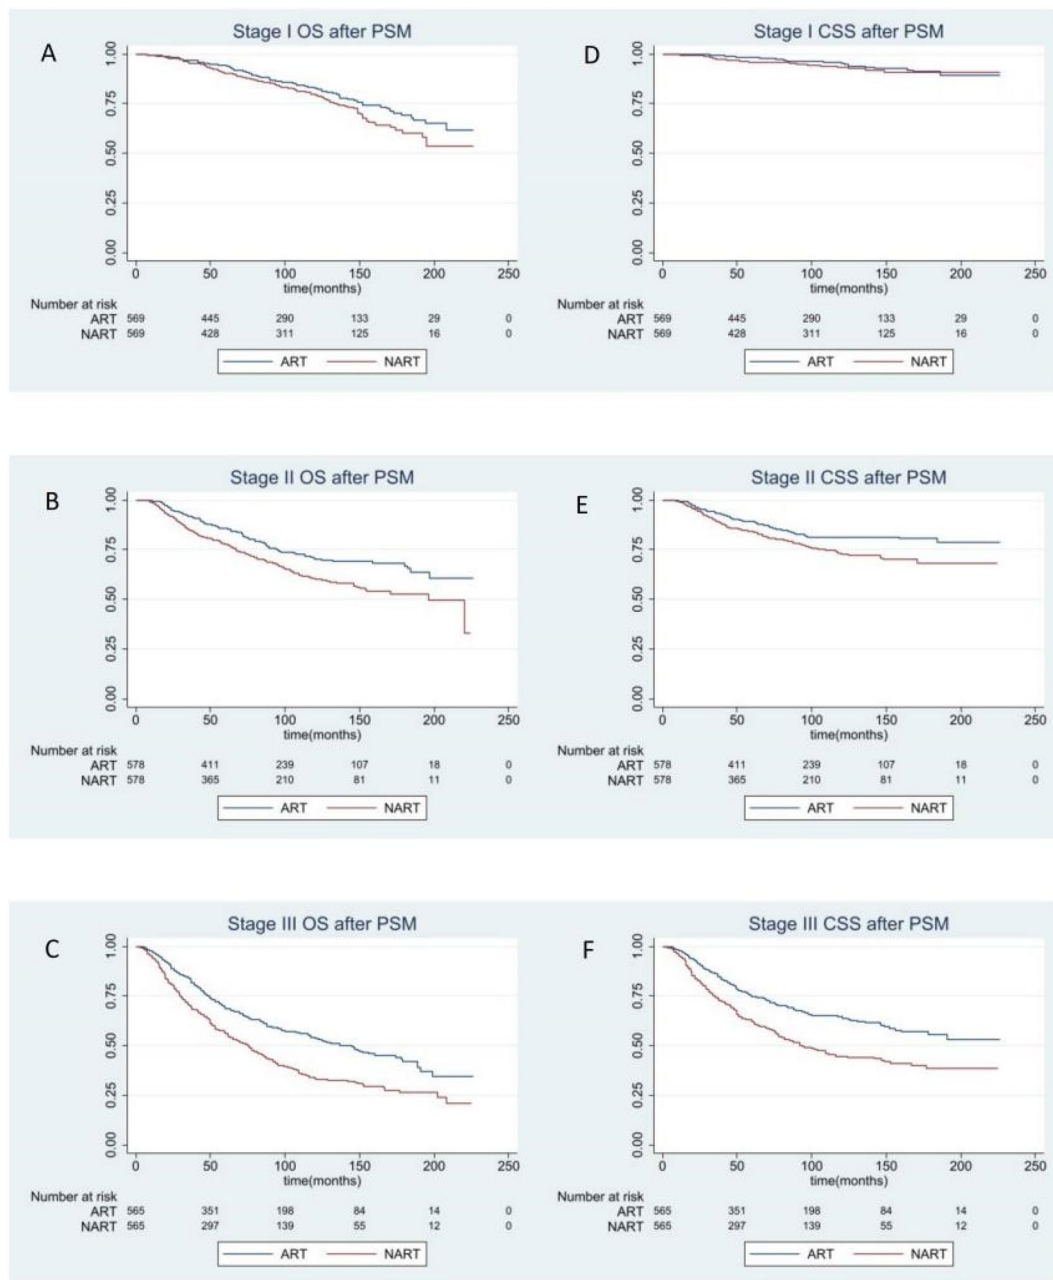 A
Stage I OS after PSM
1.00
0.75
0.50
0.25
0.00
0 50 100 150 200 250
time(months)
Number at risk
ART 569 445 290 133 29 0
NART 569 428 311 125 16 0
ART NART
D
Stage I CSS after PSM
1.00
0.75
0.50
0.25
0.00
0 50 100 150 200 250
time(months)
Number at risk
ART 569 445 290 133 29 0
NART 569 428 311 125 16 0
ART NART
B
Stage II OS after PSM
1.00
0.75
0.50
0.25
0.00
0 50 100 150 200 250
time(months)
Number at risk
ART 578 411 239 107 18 0
NART 578 365 210 81 11 0
ART NART
E
Stage II CSS after PSM
1.00
0.75
0.50
0.25
0.00
0 50 100 150 200 250
time(months)
Number at risk
ART 578 411 239 107 18 0
NART 578 365 210 81 11 0
ART NART
C
Stage III OS after PSM
1.00
0.75
0.50
0.25
0.00
0 50 100 150 200 250
time(months)
Number at risk
ART 565 351 198 84 14 0
NART 565 297 139 55 12 0
ART NART
F
Stage III CSS after PSM
1.00
0.75
0.50
0.25
0.00
0 50 100 150 200 250
time(months)
Number at risk
ART 565 351 198 84 14 0
NART 565 297 139 55 12 0
ART NART